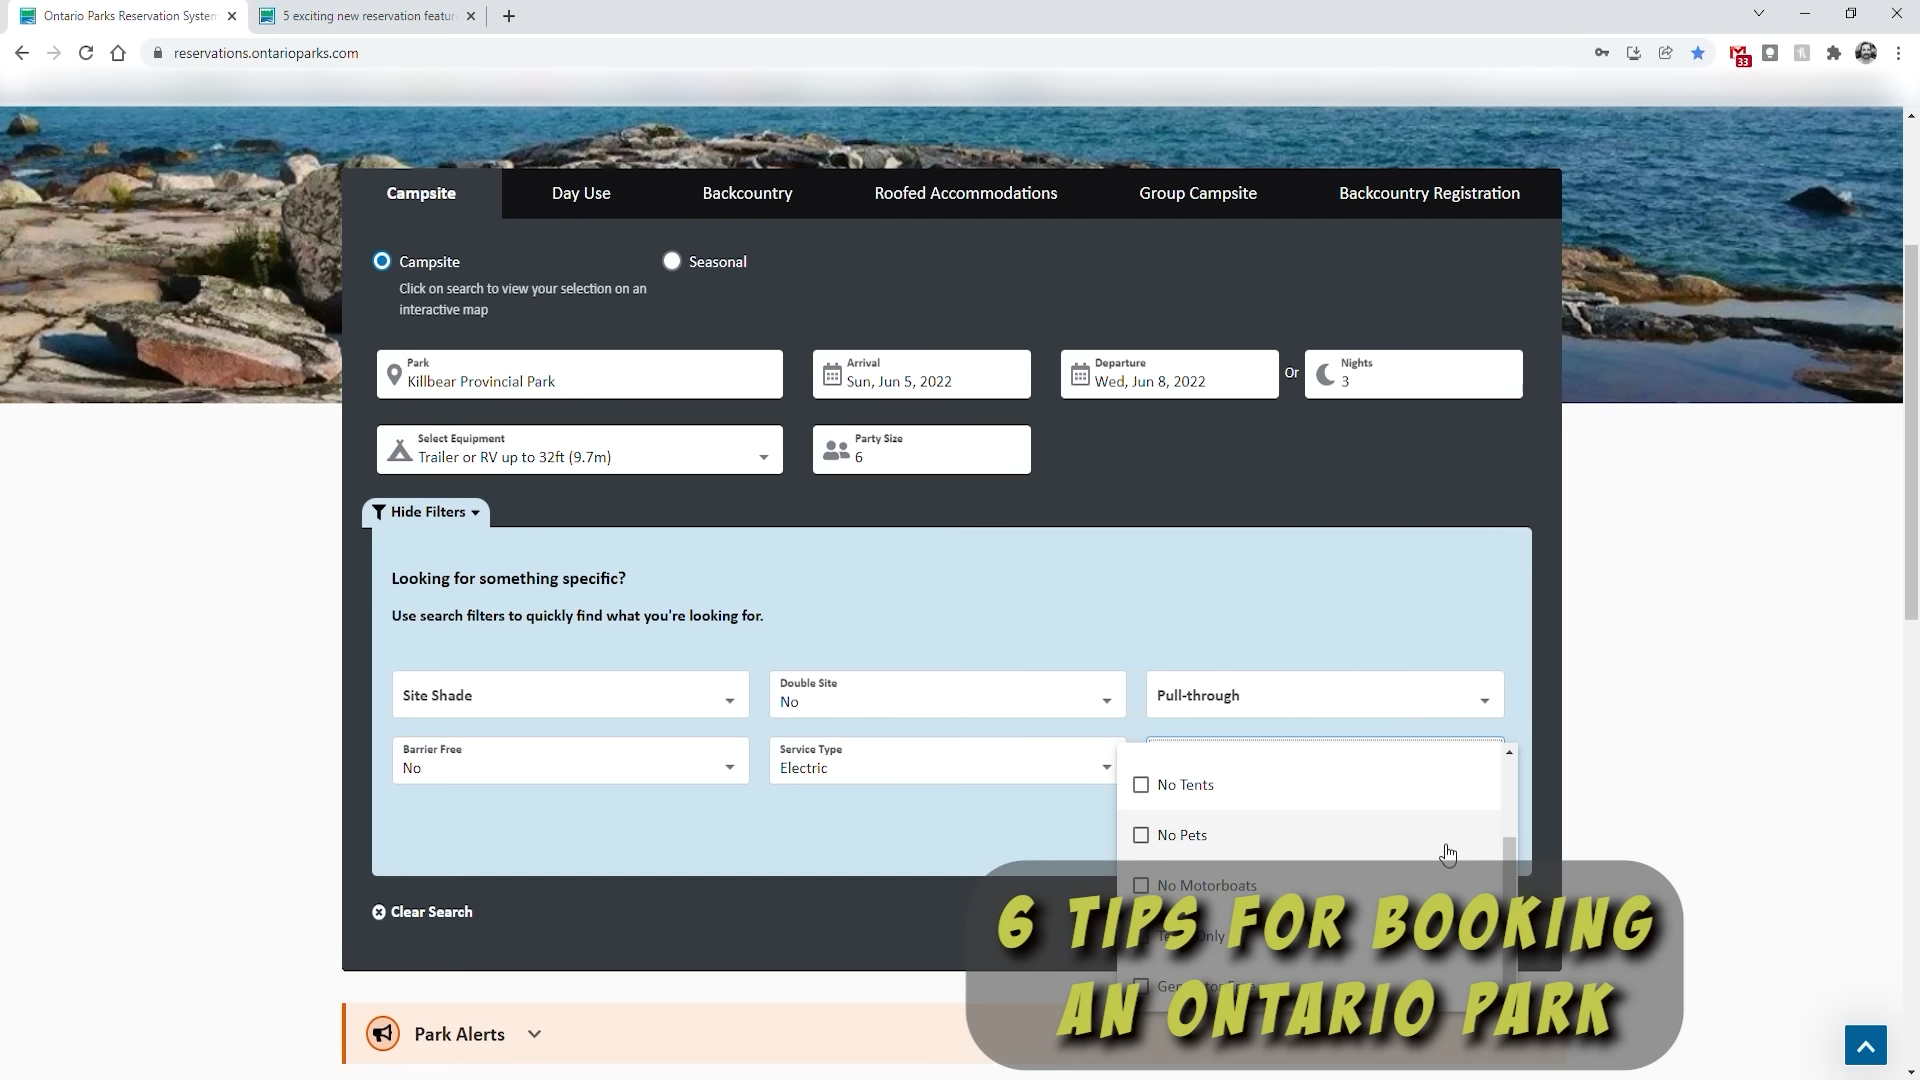 Ontario Parks Reservation System
5 exciting new reservation featur
reservations.ontarioparks.com
33
Campsite
Day Use
Backcountry
Roofed Accommodations
Group Campsite
Backcountry Registration
Campsite
Seasonal
Click on search to view your selection on an
interactive map
Park
Killbear Provincial Park
Arrival
Sun, Jun 5, 2022
Departure
Wed, Jun 8, 2022
Or
Nights
3
Select Equipment
Trailer or RV up to 32ft (9.7m)
Party Size
6
Hide Filters
Looking for something specific?
Use search filters to quickly find what you're looking for.
Site Shade
Double Site
No
Pull-through
Barrier Free
No
Service Type
Electric
No Tents
No Pets
No Motorboats
Only
Clear Search
6 TIPS FOR BOOKING
AN ONTARIO PARK
Park Alerts